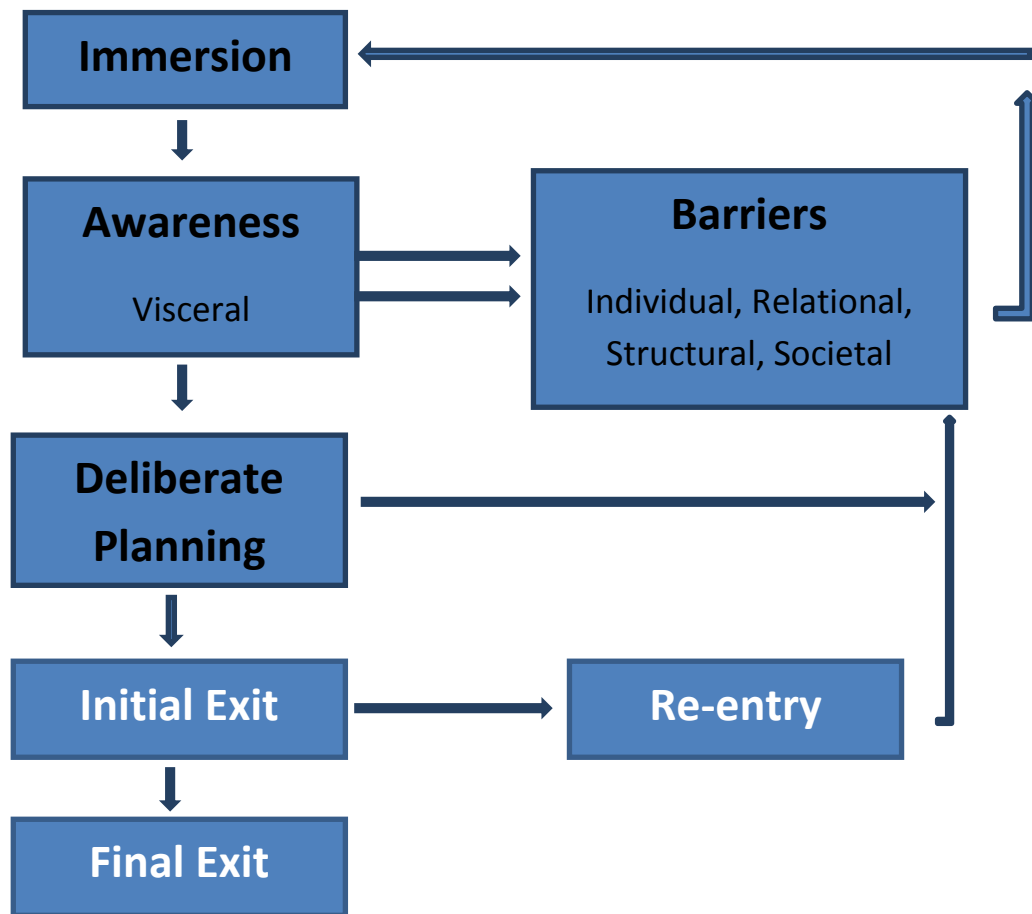 Immersion
Awareness
Visceral
Barriers
Individual, Relational,
Structural, Societal
Deliberate
Planning
Initial Exit
Re-entry
Final Exit